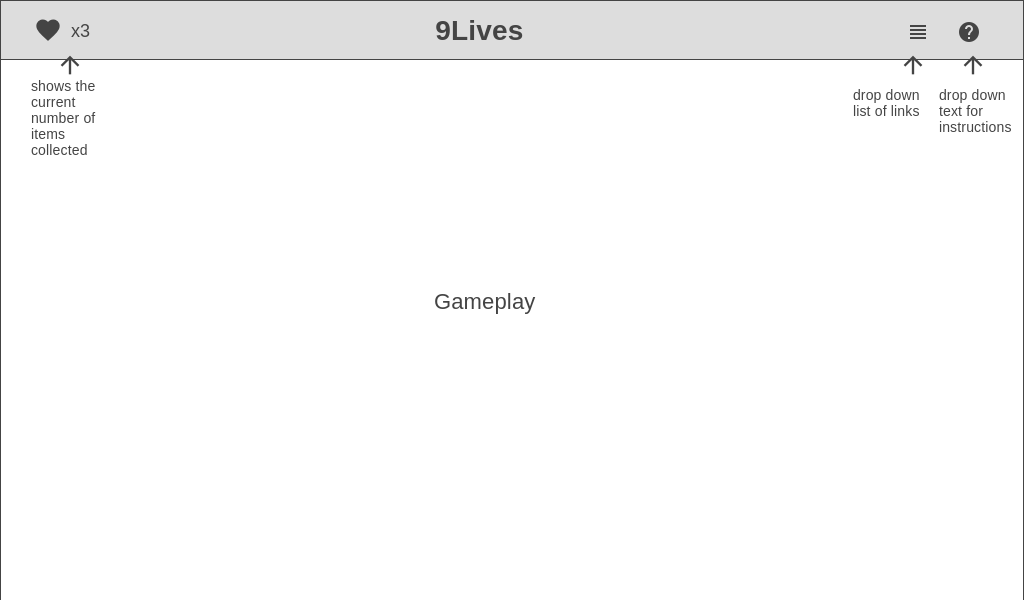 x3
9Lives
shows the
current
number of
items
collected
drop down
list of links
drop down
text for
instructions
Gameplay